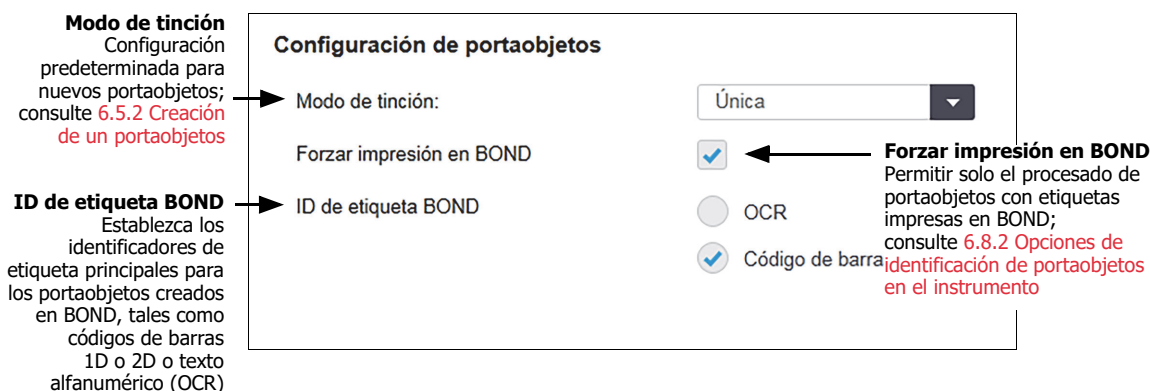 Modo de tinción
Configuración
predeterminada para
nuevos portaobjetos;
consulte 6.5.2 Creación
de un portaobjetos
ID de etiqueta BOND
Establezca los
identificadores de
etiqueta principales para
los portaobjetos creados
en BOND, tales como
códigos de barras
1D o 2D o texto
alfanumérico (OCR)
Configuración de portaobjetos
Modo de tinción:
Única
Forzar impresión en BOND
ID de etiqueta BOND
OCR
Código de barra
Forzar impresión en BOND
Permitir solo el procesado de
portaobjetos con etiquetas
impresas en BOND;
consulte 6.8.2 Opciones de
identificación de portaobjetos
en el instrumento